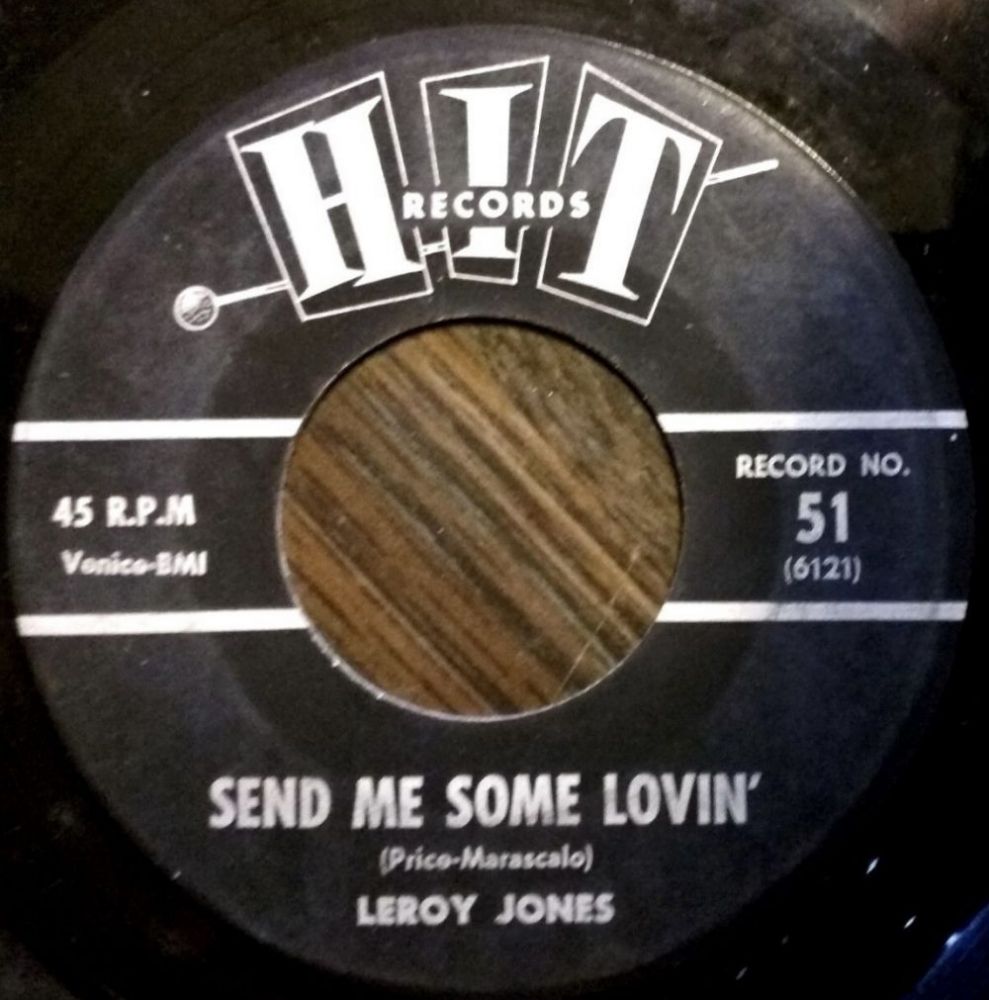 HIT
RECORDS
45 R.P.M
Venice-BMI
RECORD NO.
51
(6121)
SEND ME SOME LOVIN'
(Price-Marascalo)
LEROY JONES